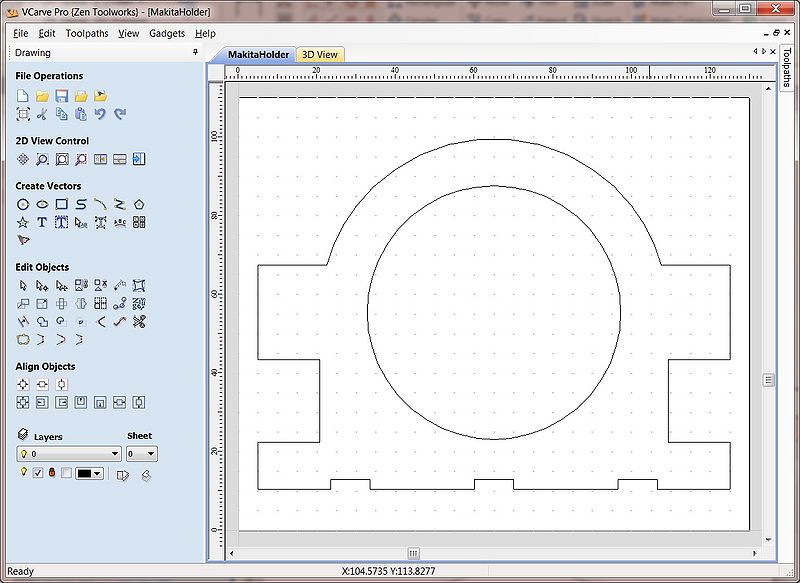 VCarve Pro {Zen Toolworks} - [MakitaHolder]
File Edit Toolpaths View Gadgets Help
Drawing
MakitaHolder 3D View
Toolpaths
0 20 40 60 80 100 120
File Operations
100
2D View Control
Create Vectors
80
T T
ABC
Edit Objects
60
40
Align Objects
20
Layers Sheet
0 0
0
Ready X:104.5735 Y:113.8277